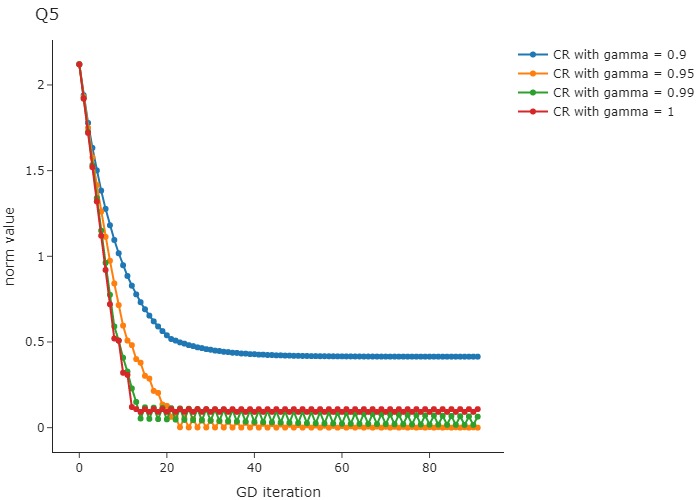 Q5
CR with gamma = 0.9
CR with gamma = 0.95
CR with gamma = 0.99
CR with gamma = 1
norm value
2
1.5
1
0.5
0
0
20
40
60
80
GD iteration